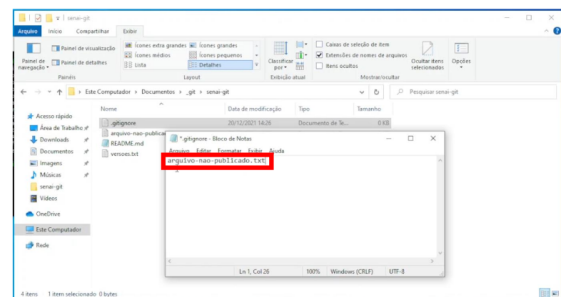 senai-git
Arquivo Início Compartilhar Exibir
Painel de navegação
Painel de visualização
Painel de detalhes
Painéis
Ícones extra grandes Ícones grandes
Ícones médios Ícones pequenos
Lista Detalhes
Layout
Classificar por
Exibição atual
Caixas de seleção de item
Extensões de nomes de arquivos
Itens ocultos
Ocultar itens selecionados
Mostrar/ocultar
Opções
Este Computador > Documentos > _git > senai-git
Pesquisar senai-git
Nome Data de modificação Tipo Tamanho
.gitignore 20/12/2021 14:26 Documento de Te... 0 KB
arquivo-nao-publica
README.md
versoes.txt
Acesso rápido
Área de Trabalho
Downloads
Documentos
Imagens
Músicas
senai-git
Vídeos
OneDrive
Este Computador
Rede
*.gitignore - Bloco de Notas
Arquivo Editar Formatar Exibir Ajuda
arquivo-nao-publicado.txt
Ln 1, Col 26 100% Windows (CRLF) UTF-8
4 itens 1 item selecionado 0 bytes